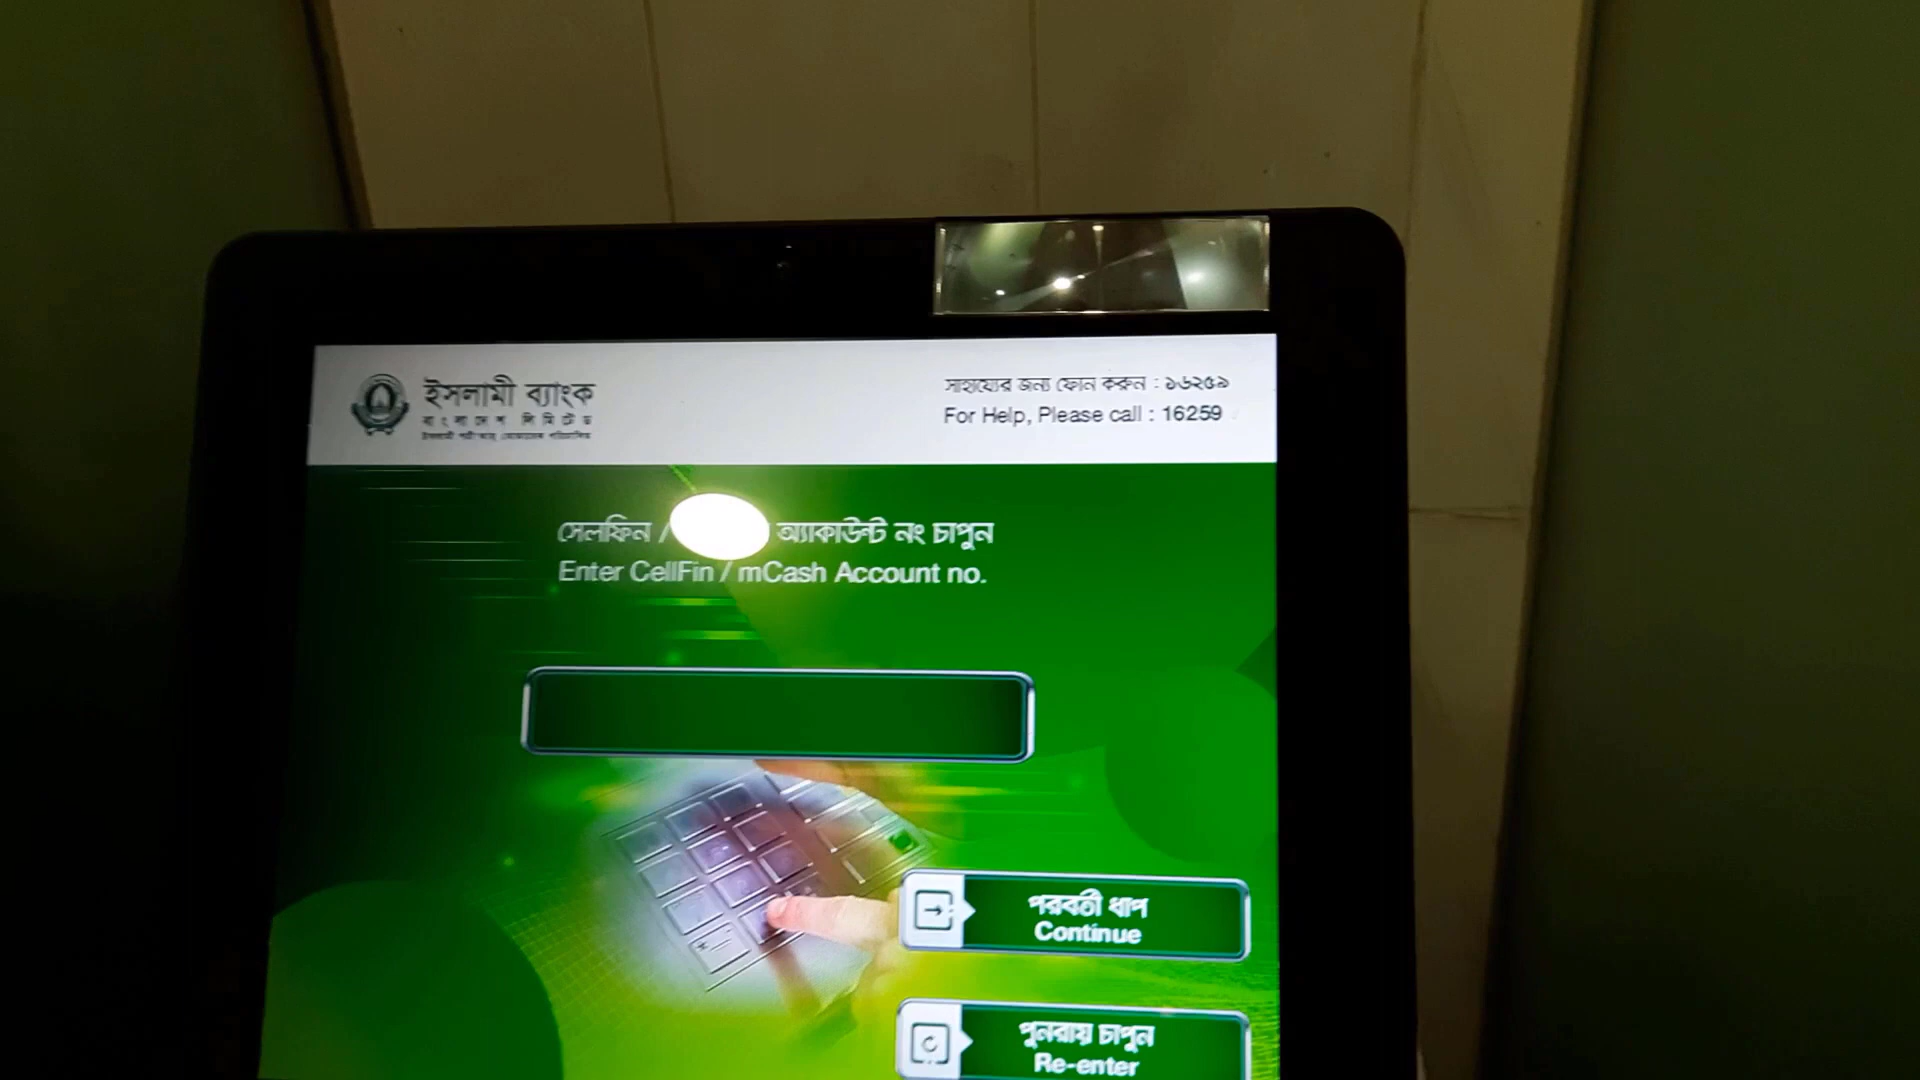 ইসলামী ব্যাংক
বাংলাদেশ লিমিটেড
সাহায্যের জন্য ফোন করুন : ১৬২৫৯
For Help, Please call : 16259
সেলফিন / অ্যাকাউন্ট নং চাপুন
Enter CellFin / mCash Account no.
পরবর্তী ধাপ
Continue
পুনরায় চাপুন
Re-enter